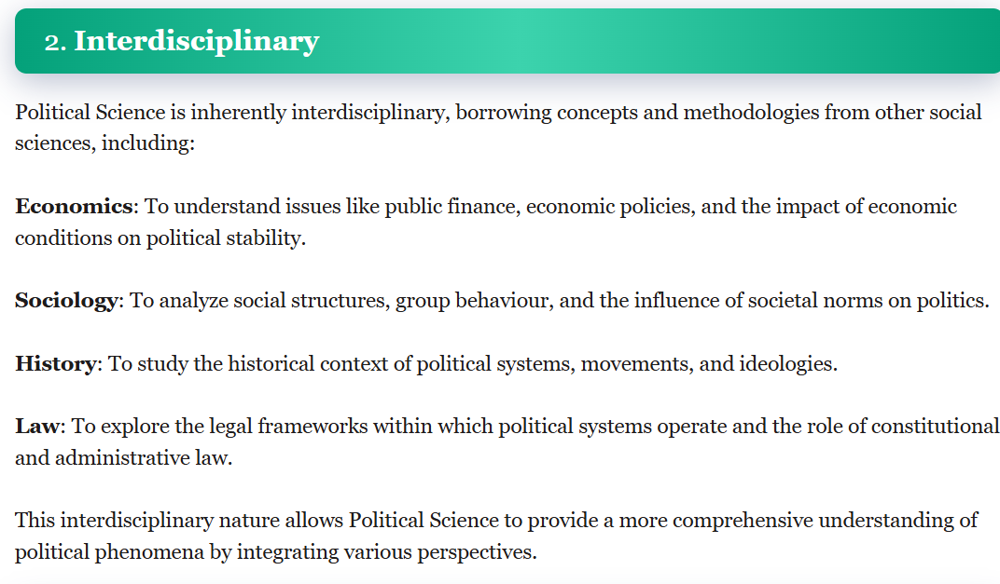 2. Interdisciplinary
Political Science is inherently interdisciplinary, borrowing concepts and methodologies from other social
sciences, including:
Economics: To understand issues like public finance, economic policies, and the impact of economic
conditions on political stability.
Sociology: To analyze social structures, group behaviour, and the influence of societal norms on politics.
History: To study the historical context of political systems, movements, and ideologies.
Law: To explore the legal frameworks within which political systems operate and the role of constitutional
and administrative law.
This interdisciplinary nature allows Political Science to provide a more comprehensive understanding of
political phenomena by integrating various perspectives.